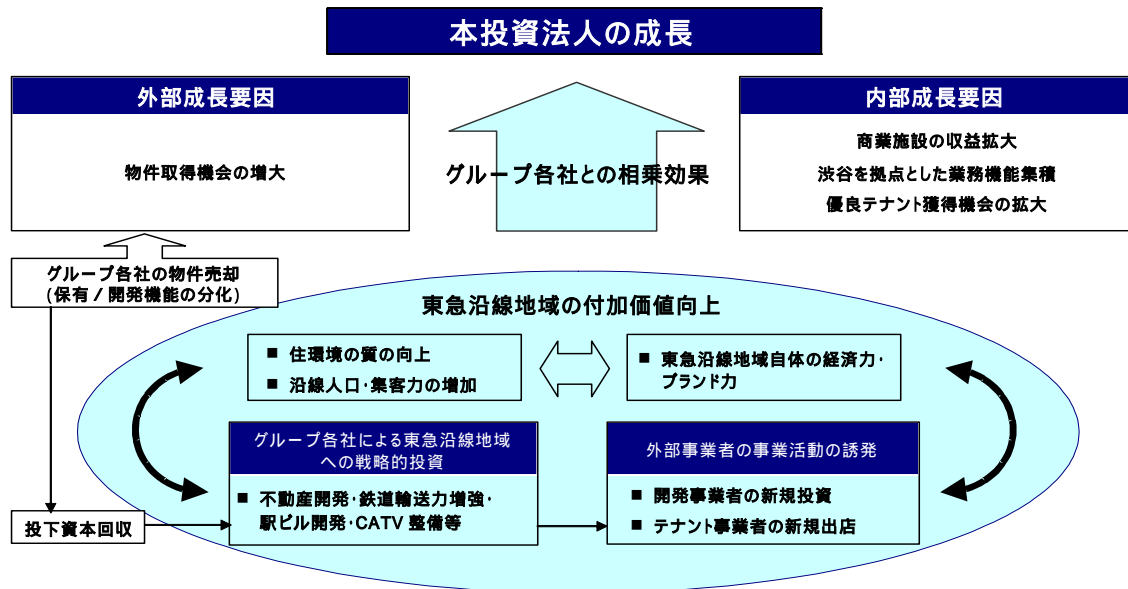 本投資法人の成長
外部成長要因
物件取得機会の増大
グループ各社との相乗効果
内部成長要因
商業施設の収益拡大
渋谷を拠点とした業務機能集積
優良テナント獲得機会の拡大
グループ各社の物件売却
(保有/開発機能の分化)
東急沿線地域の付加価値向上
■ 住環境の質の向上
■ 沿線人口・集客力の増加
■ 東急沿線地域自体の経済力・
ブランド力
グループ各社による東急沿線地域
への戦略的投資
■ 不動産開発・鉄道輸送力増強・
駅ビル開発・CATV 整備等
外部事業者の事業活動の誘発
■ 開発事業者の新規投資
■ テナント事業者の新規出店
投下資本回収